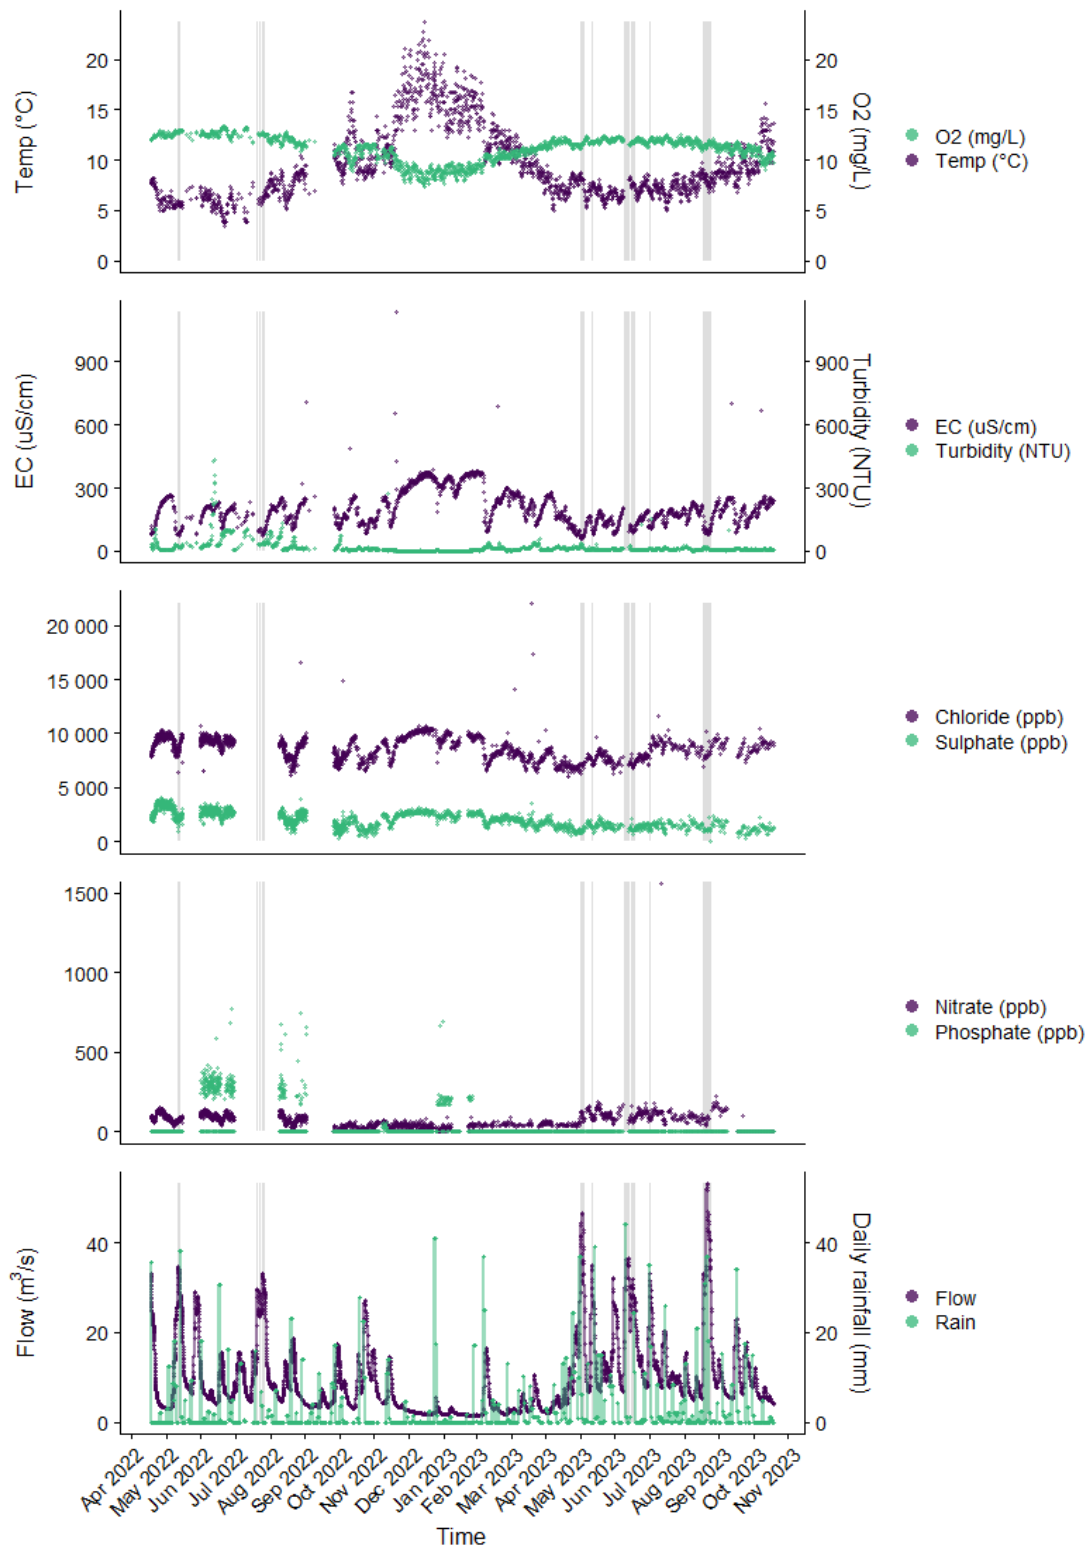 Temp (°C)
20
15
10
5
0
20
15
10
5
0
O2 (mg/L)
O2 (mg/L)
Temp (°C)
EC (uS/cm)
900
600
300
0
900
600
300
0
Turbidity (NTU)
EC (uS/cm)
Turbidity (NTU)
20 000
15 000
10 000
5 000
0
Chloride (ppb)
Sulphate (ppb)
1500
1000
500
0
Nitrate (ppb)
Phosphate (ppb)
Flow (m³/s)
40
20
0
40
20
0
Daily rainfall (mm)
Flow
Rain
Apr 2022
May 2022
Jun 2022
Jul 2022
Aug 2022
Sep 2022
Oct 2022
Nov 2022
Dec 2022
Jan 2023
Feb 2023
Mar 2023
Apr 2023
May 2023
Jun 2023
Jul 2023
Aug 2023
Sep 2023
Oct 2023
Nov 2023
Time